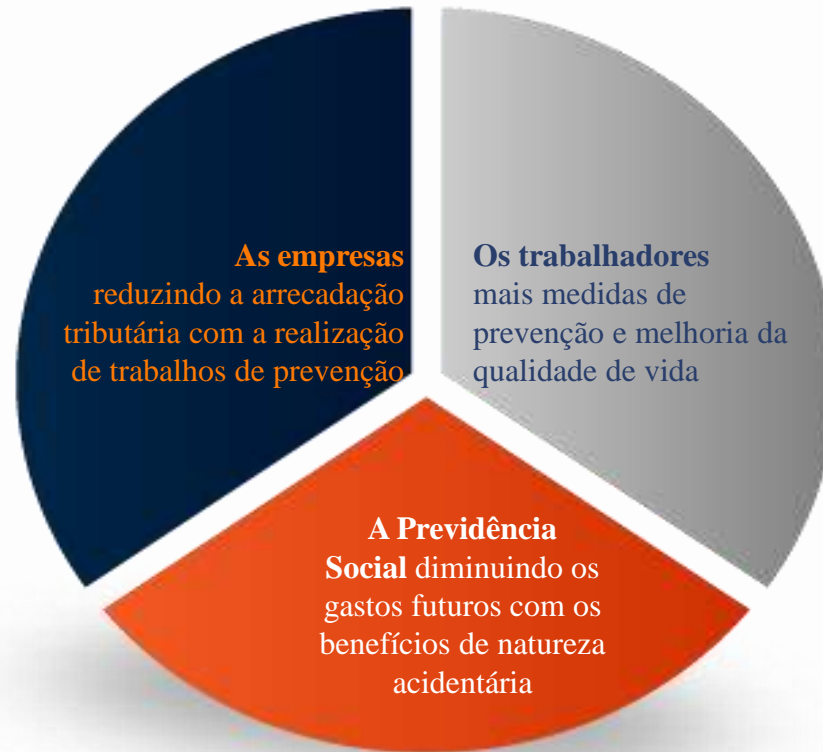 As empresas
reduzindo a arrecadação
tributária com a realização
de trabalhos de prevenção
Os trabalhadores
mais medidas de
prevenção e melhoria da
qualidade de vida
A Previdência
Social diminuindo os
gastos futuros com os
benefícios de natureza
acidentária